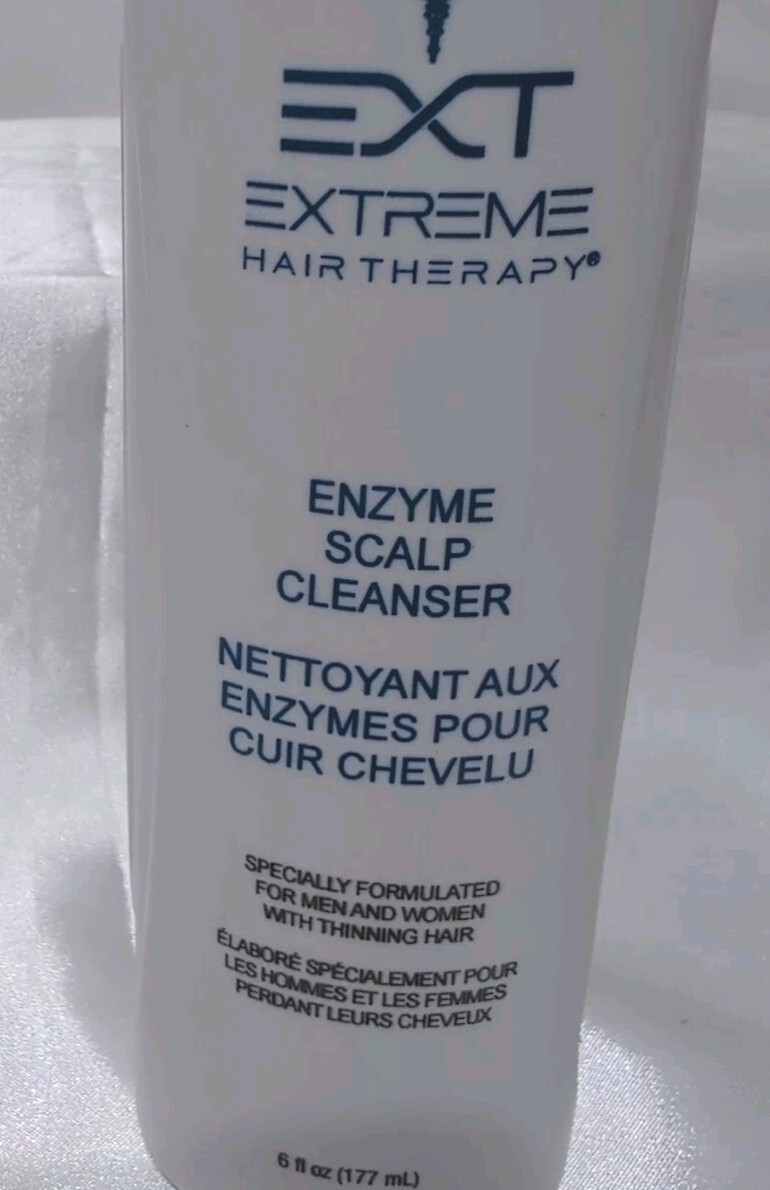 EXT
EXTREME
HAIR THERAPY®
ENZYME
SCALP
CLEANSER
NETTOYANT AUX
ENZYMES POUR
CUIR CHEVELU
SPECIALLY FORMULATED
FOR MEN AND WOMEN
WITH THINNING HAIR
ÉLABORÉ SPÉCIALEMENT POUR
LES HOMMES ET LES FEMMES
PERDANT LEURS CHEVEUX
6 fl oz (177 mL)